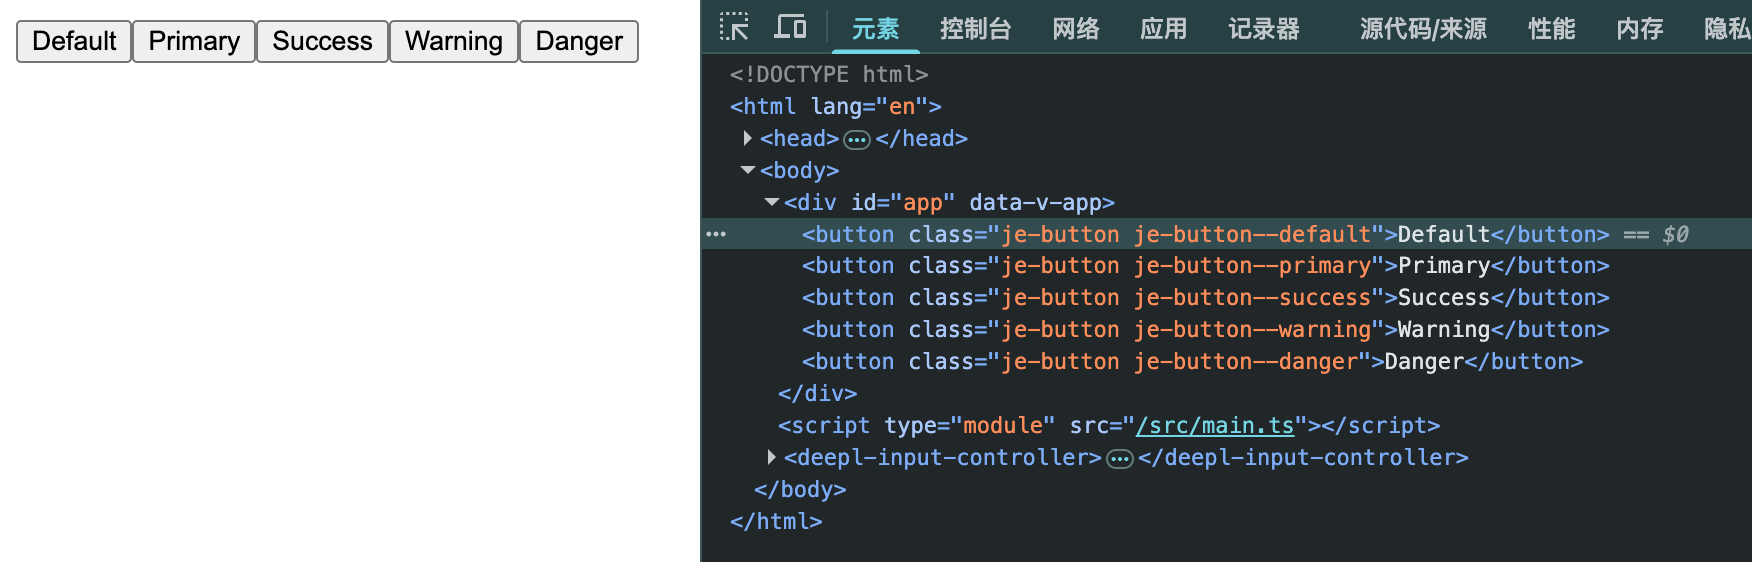 Default Primary Success Warning Danger
元素 控制台 网络 应用 记录器 源代码/来源 性能 内存 隐私
<!DOCTYPE html>
<html lang="en">
<head>…</head>
<body>
<div id="app" data-v-app>
<button class="je-button je-button--default">Default</button> == $0
<button class="je-button je-button--primary">Primary</button>
<button class="je-button je-button--success">Success</button>
<button class="je-button je-button--warning">Warning</button>
<button class="je-button je-button--danger">Danger</button>
</div>
<script type="module" src="/src/main.ts"></script>
<deepl-input-controller>…</deepl-input-controller>
</body>
</html>